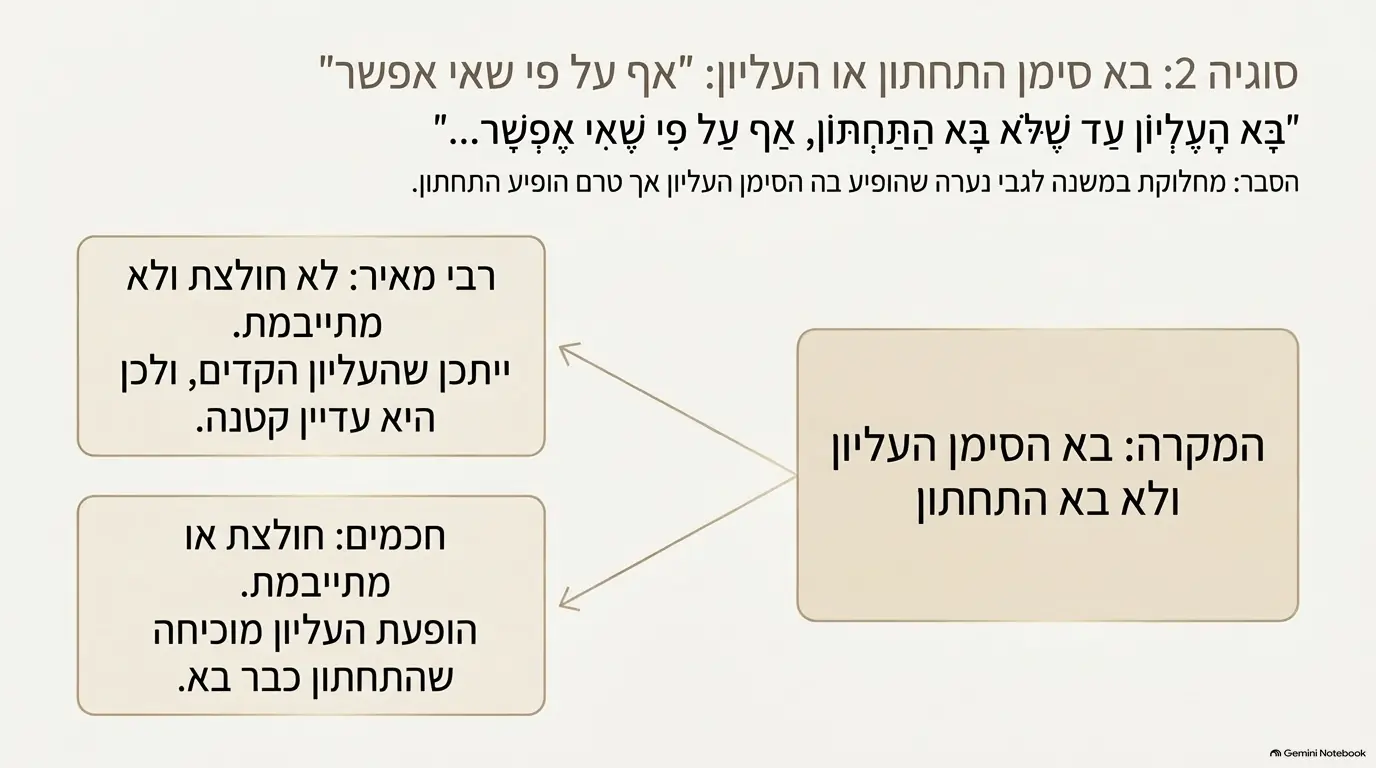 סוגיה 2: בא סימן התחתון או העליון: "אף על פי שאי אפשר"
"בָּא הָעֶלְיוֹן עַד שֶׁלֹּא בָּא הַתַּחְתּוֹן, אַף עַל פִּי שֶׁאִי אֶפְשָׁר..."
הסבר: מחלוקת במשנה לגבי נערה שהופיע בה הסימן העליון אך טרם הופיע התחתון.
המקרה: בא הסימן העליון
ולא בא התחתון
רבי מאיר: לא חולצת ולא
מתייבמת.
ייתכן שהעליון הקדים, ולכן
היא עדיין קטנה.
חכמים: חולצת או
מתייבמת.
הופעת העליון מוכיחה
שהתחתון כבר בא.
Gemini Notebook